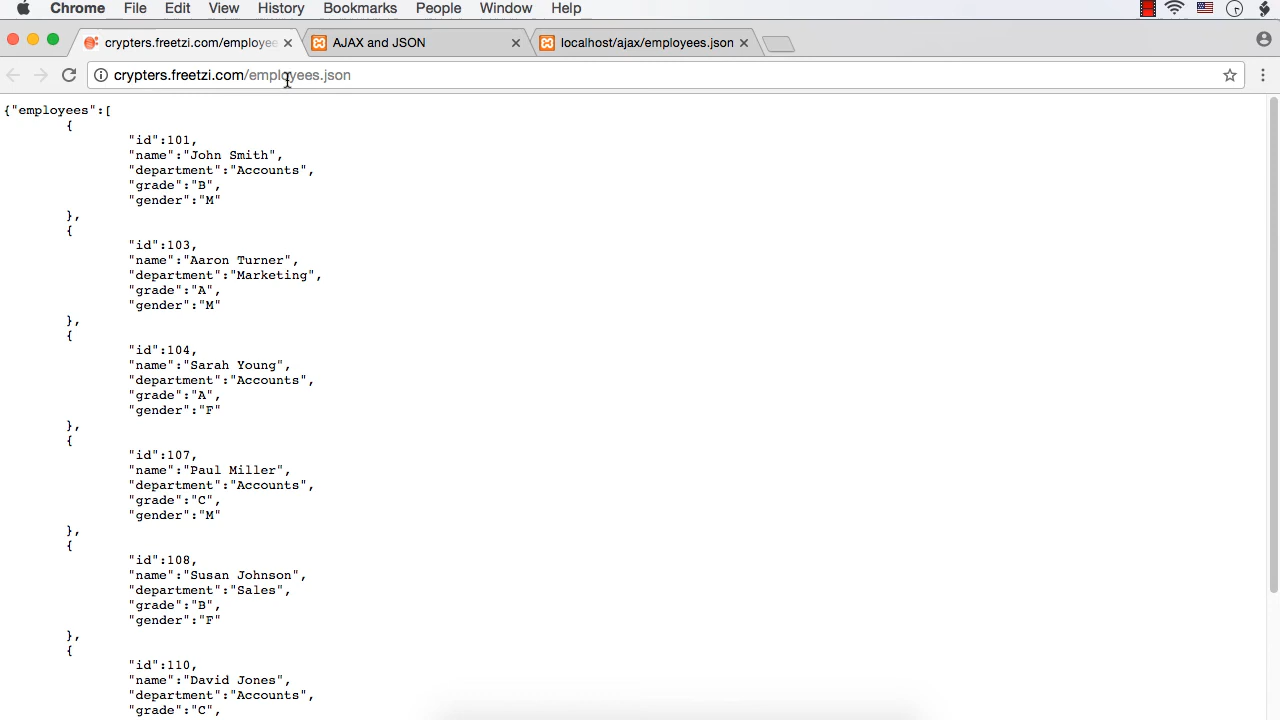 Chrome File Edit View History Bookmarks People Window Help
crypters.freetzi.com/employee AJAX and JSON localhost/ajax/employees.json
crypters.freetzi.com/employees.json
{"employees":[
{
"id":101,
"name":"John Smith",
"department":"Accounts",
"grade":"B",
"gender":"M"
},
{
"id":103,
"name":"Aaron Turner",
"department":"Marketing",
"grade":"A",
"gender":"M"
},
{
"id":104,
"name":"Sarah Young",
"department":"Accounts",
"grade":"A",
"gender":"F"
},
{
"id":107,
"name":"Paul Miller",
"department":"Accounts",
"grade":"C",
"gender":"M"
},
{
"id":108,
"name":"Susan Johnson",
"department":"Sales",
"grade":"B",
"gender":"F"
},
{
"id":110,
"name":"David Jones",
"department":"Accounts",
"grade":"C",